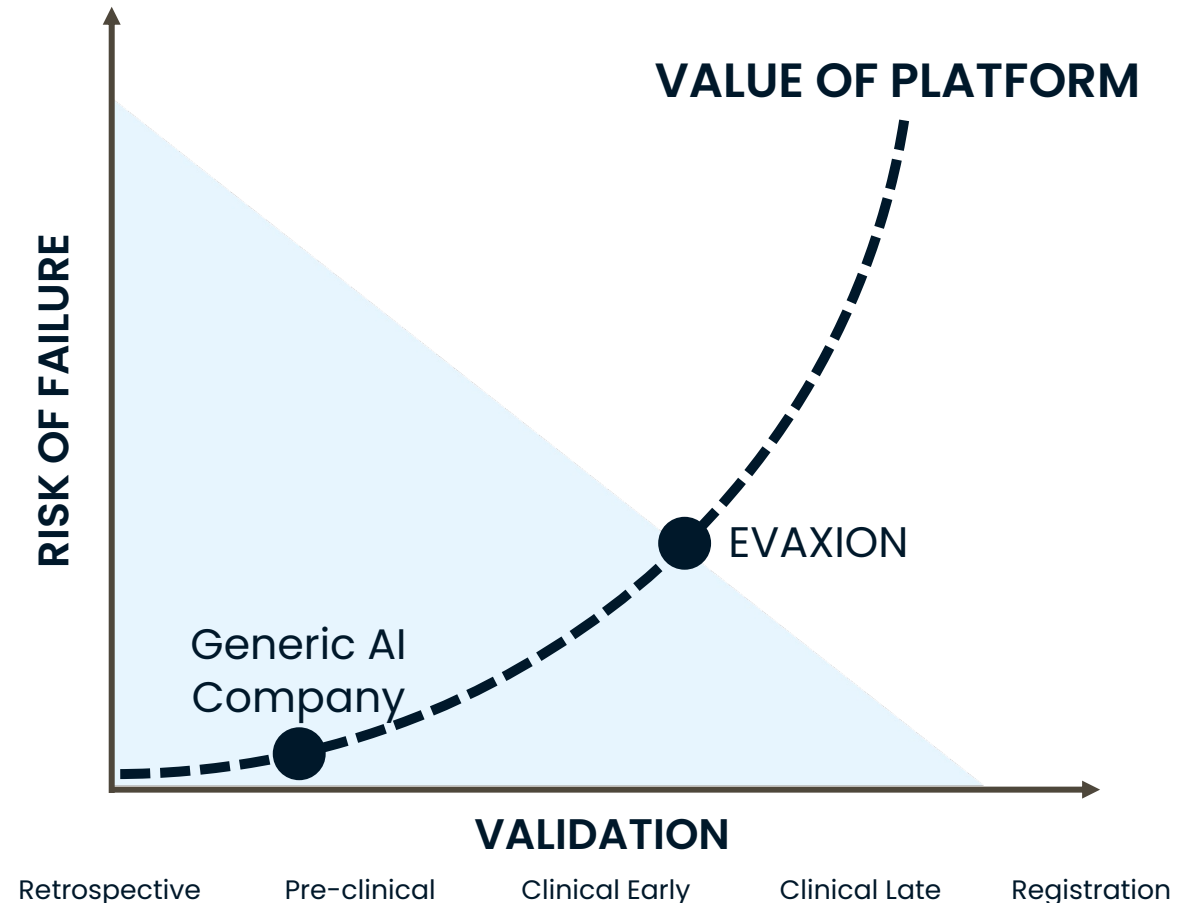 VALUE OF PLATFORM
RISK OF FAILURE
EVAXION
Generic AI
Company
VALIDATION
Retrospective
Pre-clinical
Clinical Early
Clinical Late
Registration